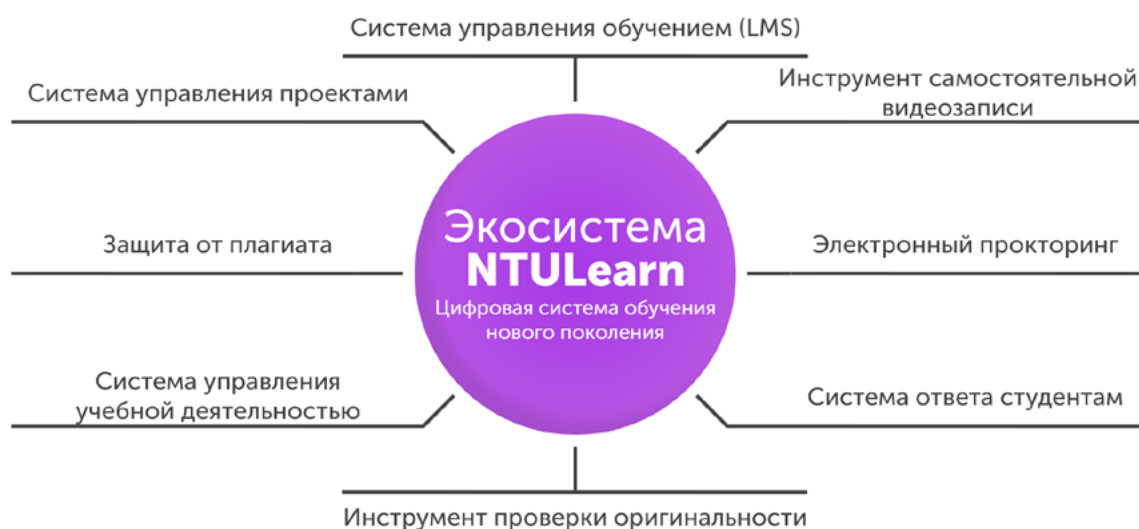 Система управления обучением (LMS)
Система управления проектами
Инструмент самостоятельной
видеозаписи
Экосистема
NTULearn
Цифровая система обучения
нового поколения
Защита от плагиата
Электронный прокторинг
Система управления
учебной деятельностью
Система ответа студентам
Инструмент проверки оригинальности